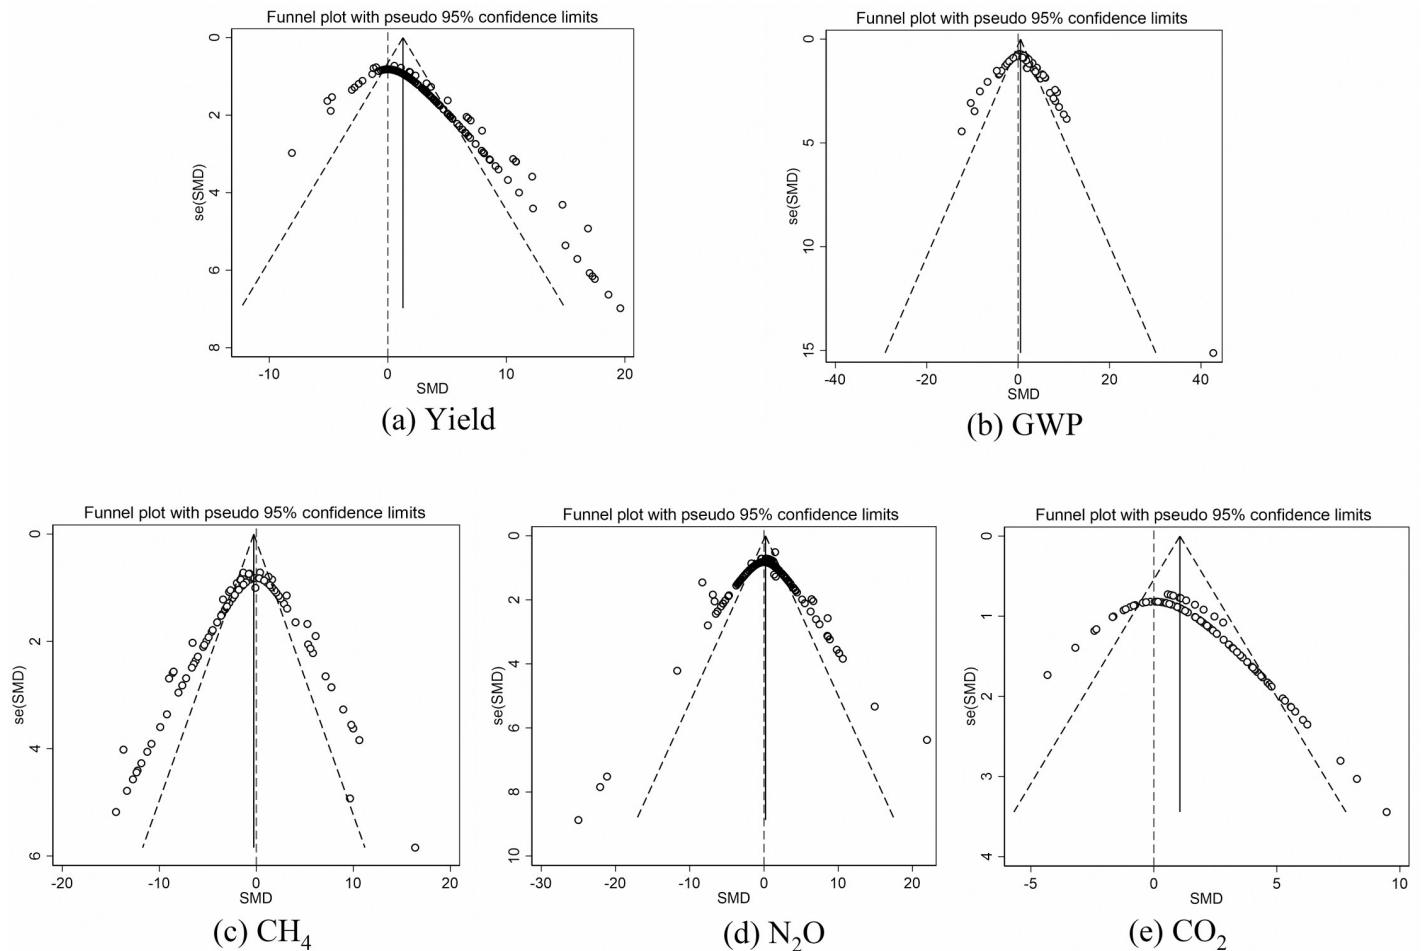 Funnel plot with pseudo 95% confidence limits
0
2
4
6
8
se(SMD)
-10
0
10
20
SMD
(a) Yield
Funnel plot with pseudo 95% confidence limits
0
5
10
15
se(SMD)
-40
-20
0
20
40
SMD
(b) GWP
Funnel plot with pseudo 95% confidence limits
0
2
4
6
se(SMD)
-20
-10
0
10
20
SMD
(c) CH₄
Funnel plot with pseudo 95% confidence limits
0
2
4
6
8
10
se(SMD)
-30
-20
-10
0
10
20
SMD
(d) N₂O
Funnel plot with pseudo 95% confidence limits
0
1
2
3
4
se(SMD)
-5
0
5
10
SMD
(e) CO₂